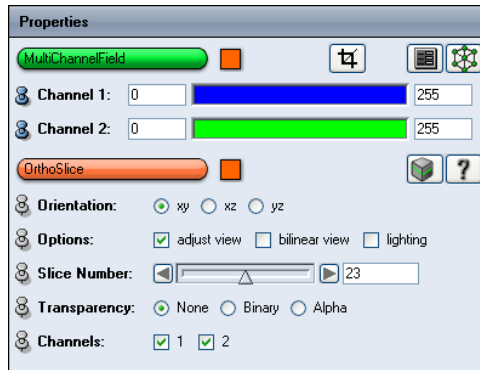 Properties
MultiChannelField
Channel 1: 0 255
Channel 2: 0 255
OrthoSlice ?
Orientation: xy xz yz
Options: adjust view bilinear view lighting
Slice Number: 23
Transparency: None Binary Alpha
Channels: 1 2